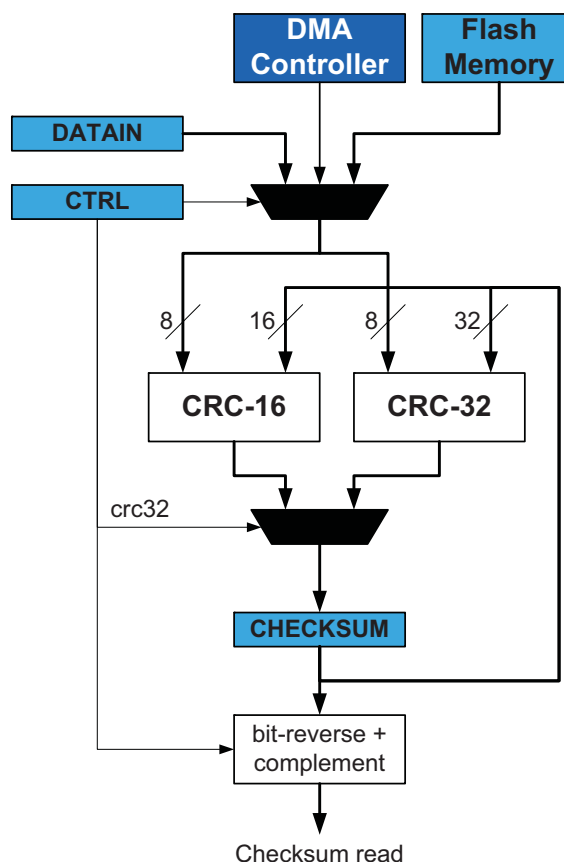 DMA
Controller
Flash
Memory
DATAIN
CTRL
8
16
8
32
CRC-16
CRC-32
crc32
CHECKSUM
bit-reverse +
complement
Checksum read